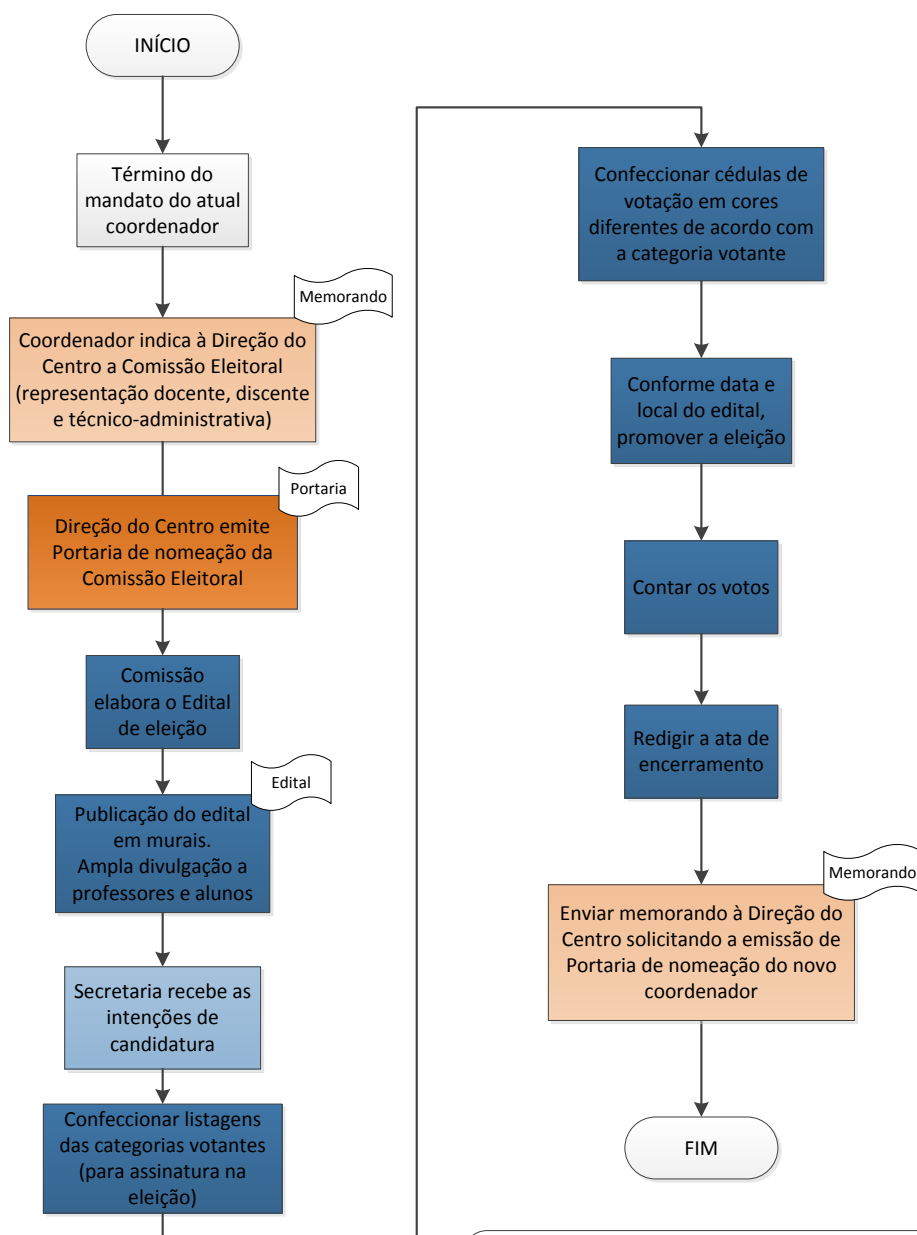 INÍCIO
Término do
mandato do atual
coordenador
Memorando
Coordenador indica à Direção do
Centro a Comissão Eleitoral
(representação docente, discente
e técnico-administrativa)
Portaria
Direção do Centro emite
Portaria de nomeação da
Comissão Eleitoral
Comissão
elabora o Edital
de eleição
Edital
Publicação do edital
em murais.
Ampla divulgação a
professores e alunos
Secretaria recebe as
intenções de
candidatura
Confeccionar listagens
das categorias votantes
(para assinatura na
eleição)
Confeccionar cédulas de
votação em cores
diferentes de acordo com
a categoria votante
Conforme data e
local do edital,
promover a eleição
Contar os votos
Redigir a ata de
encerramento
Memorando
Enviar memorando à Direção do
Centro solicitando a emissão de
Portaria de nomeação do novo
coordenador
FIM